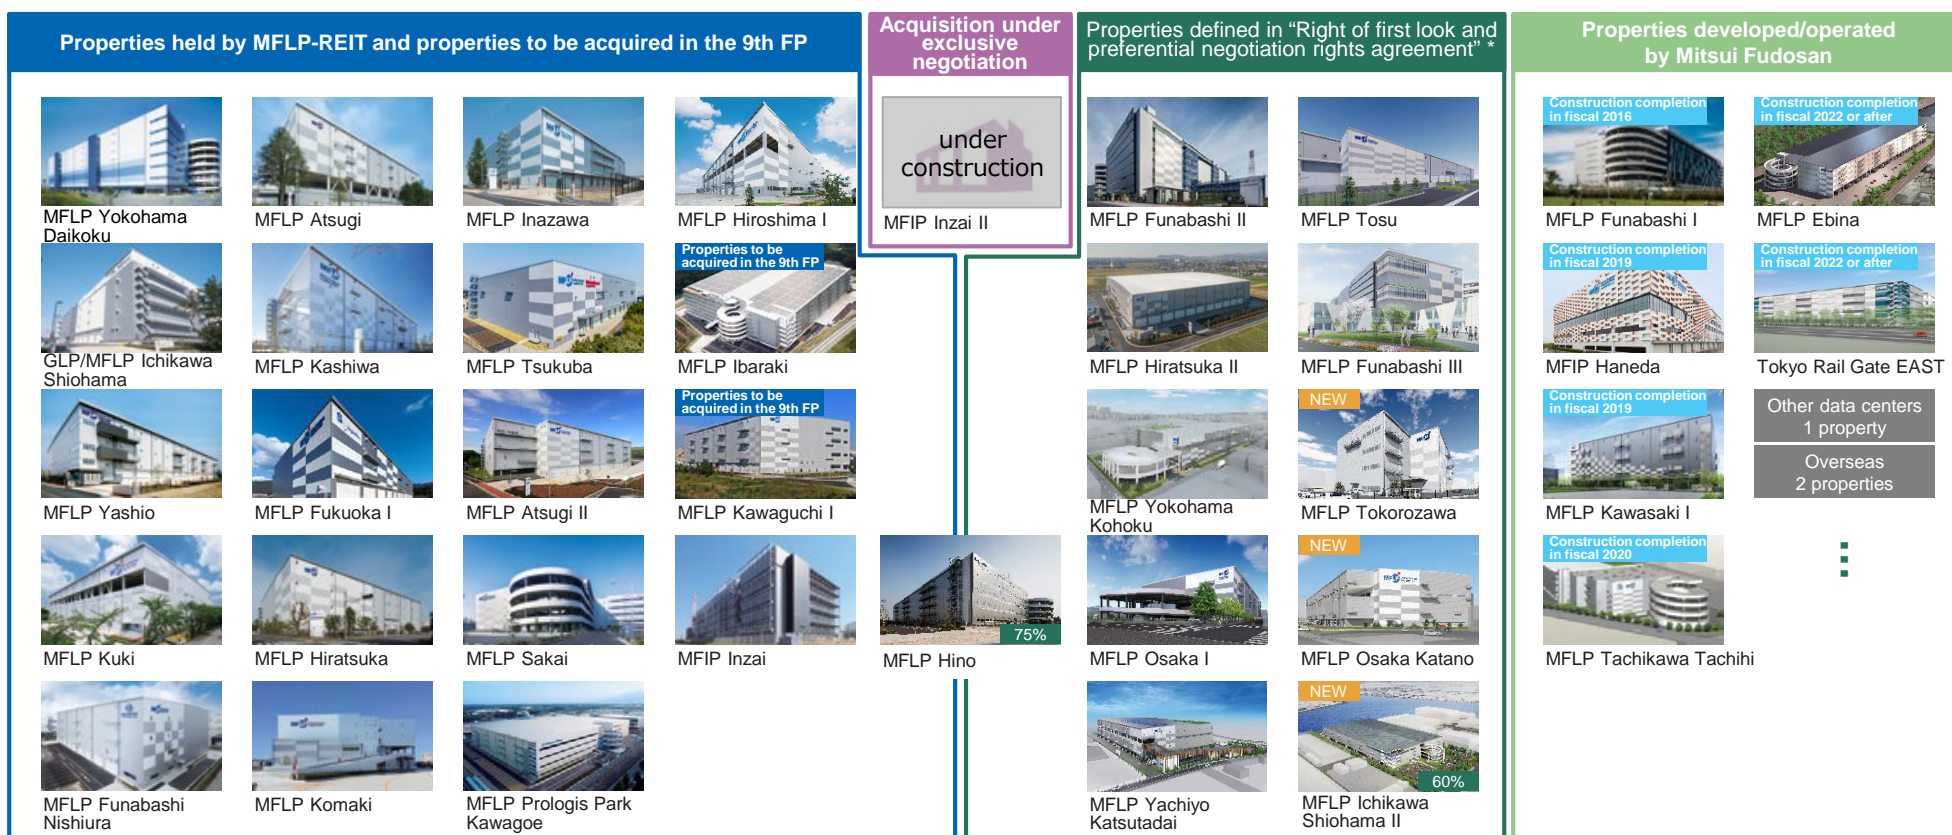 Properties held by MFLP-REIT and properties to be acquired in the 9th FP
MFLP Yokohama
Daikoku
MFLP Atsugi
MFLP Inazawa
MFLP Hiroshima I
GLP/MFLP Ichikawa
Shiohama
MFLP Kashiwa
MFLP Tsukuba
Properties to be
acquired in the 9th FP
MFLP Ibaraki
MFLP Yashio
MFLP Fukuoka I
MFLP Atsugi II
Properties to be
acquired in the 9th FP
MFLP Kawaguchi I
MFLP Kuki
MFLP Hiratsuka
MFLP Sakai
MFIP Inzai
75%
MFLP Hino
MFLP Funabashi
Nishiura
MFLP Komaki
MFLP Prologis Park
Kawagoe
Acquisition under
exclusive
negotiation
under
construction
MFIP Inzai II
Properties defined in “Right of first look and
preferential negotiation rights agreement” *
MFLP Funabashi II
MFLP Tosu
MFLP Hiratsuka II
MFLP Funabashi III
MFLP Yokohama
Kohoku
NEW
MFLP Tokorozawa
MFLP Osaka I
NEW
MFLP Osaka Katano
MFLP Yachiyo
Katsutadai
NEW
60%
MFLP Ichikawa
Shiohama II
Properties developed/operated
by Mitsui Fudosan
Construction completion
in fiscal 2016
MFLP Funabashi I
Construction completion
in fiscal 2022 or after
MFLP Ebina
Construction completion
in fiscal 2019
MFIP Haneda
Construction completion
in fiscal 2022 or after
Tokyo Rail Gate EAST
Construction completion
in fiscal 2019
MFLP Kawasaki I
Other data centers
1 property
Overseas
2 properties
Construction completion
in fiscal 2020
MFLP Tachikawa Tachihi